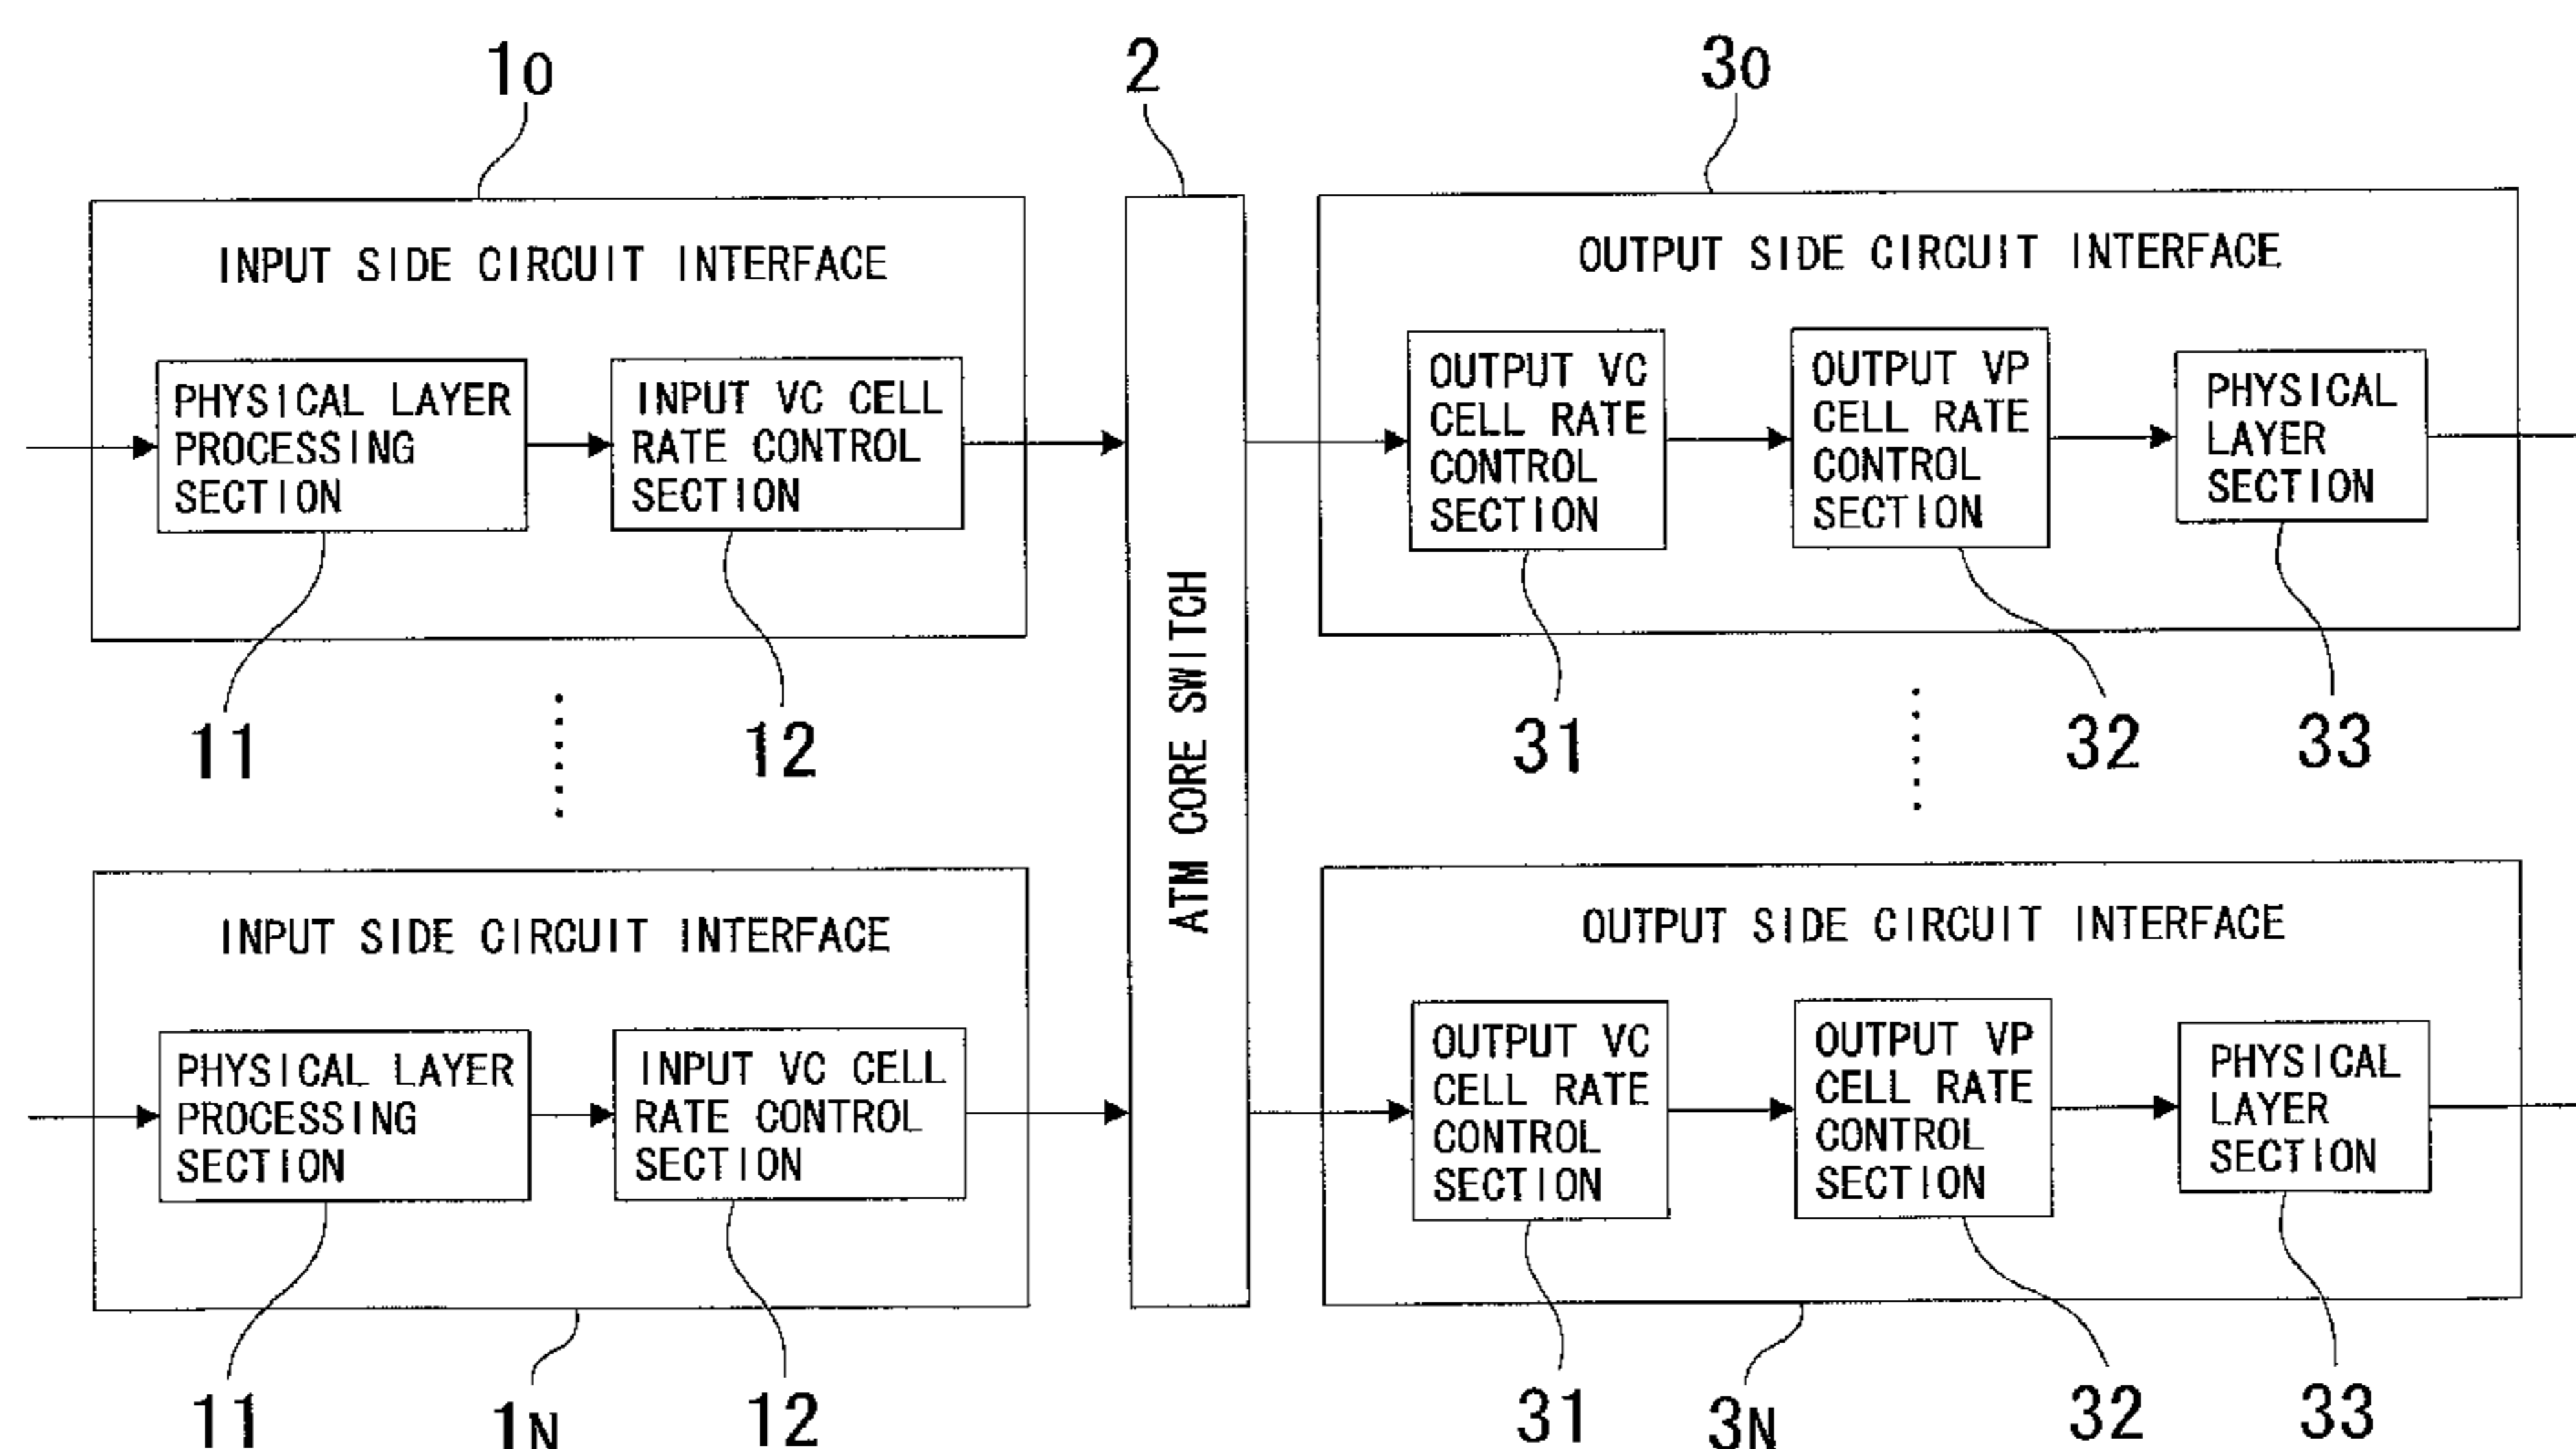 10
2
30
INPUT SIDE CIRCUIT INTERFACE
OUTPUT SIDE CIRCUIT INTERFACE
PHYSICAL LAYER
PROCESSING
SECTION
INPUT VC CELL
RATE CONTROL
SECTION
OUTPUT VC
CELL RATE
CONTROL
SECTION
OUTPUT VP
CELL RATE
CONTROL
SECTION
PHYSICAL
LAYER
SECTION
ATM CORE SWITCH
11
12
31
32
33
INPUT SIDE CIRCUIT INTERFACE
OUTPUT SIDE CIRCUIT INTERFACE
PHYSICAL LAYER
PROCESSING
SECTION
INPUT VC CELL
RATE CONTROL
SECTION
OUTPUT VC
CELL RATE
CONTROL
SECTION
OUTPUT VP
CELL RATE
CONTROL
SECTION
PHYSICAL
LAYER
SECTION
11
1N
12
31
3N
32
33